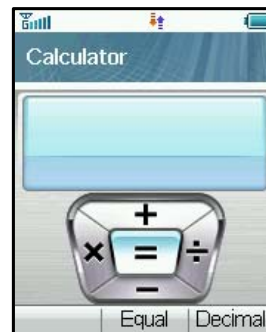 G
Calculator
+
× = ÷
−
Equal Decimal